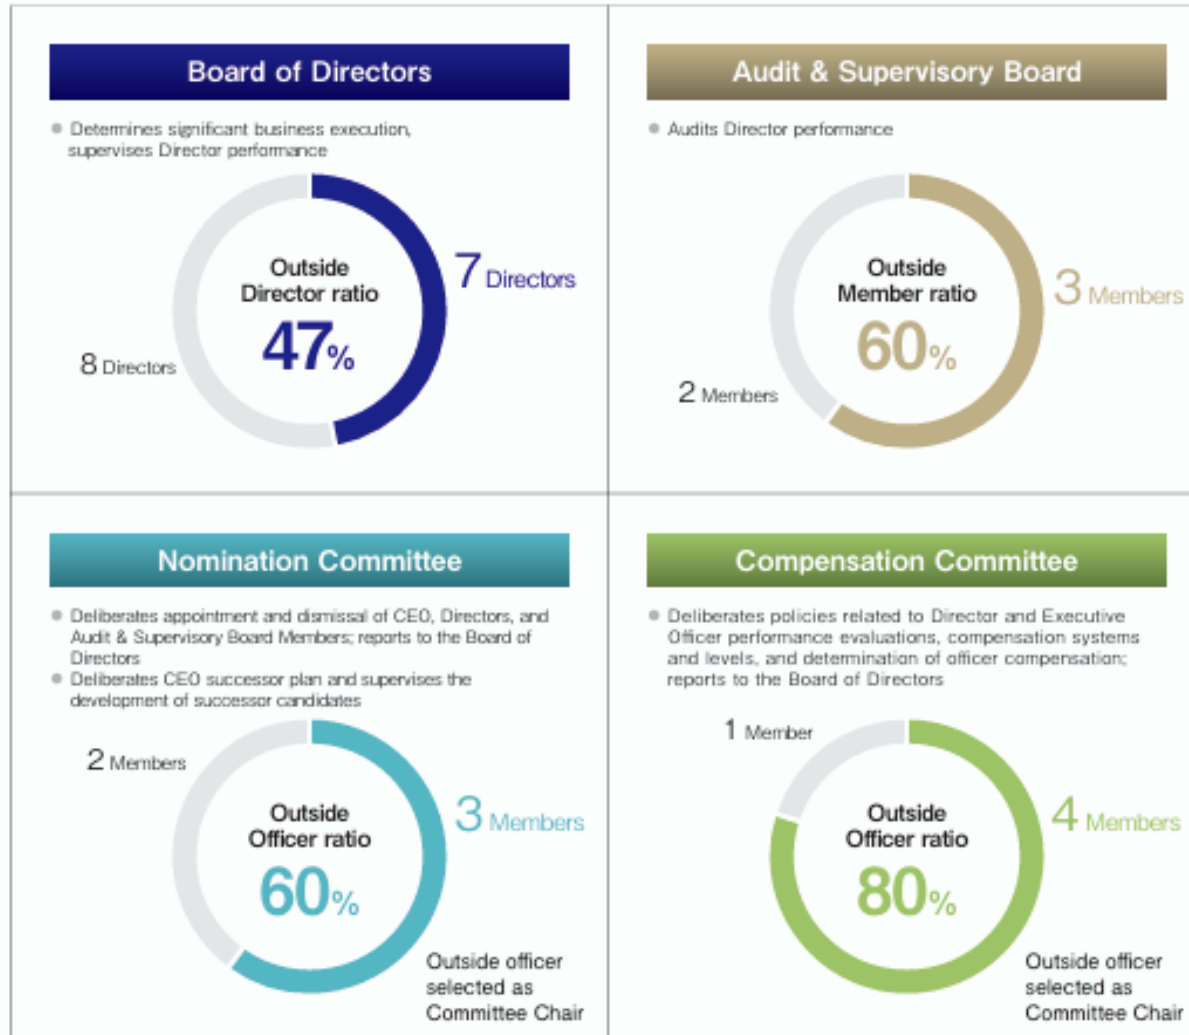 Board of Directors
● Determines significant business execution,
supervises Director performance
Outside
Director ratio
47%
7 Directors
8 Directors
Audit & Supervisory Board
● Audits Director performance
Outside
Member ratio
60%
3 Members
2 Members
Nomination Committee
● Deliberates appointment and dismissal of CEO, Directors, and
Audit & Supervisory Board Members; reports to the Board of
Directors
● Deliberates CEO successor plan and supervises the
development of successor candidates
2 Members
Outside
Officer ratio
60%
3 Members
Outside officer
selected as
Committee Chair
Compensation Committee
● Deliberates policies related to Director and Executive
Officer performance evaluations, compensation systems
and levels, and determination of officer compensation;
reports to the Board of Directors
1 Member
Outside
Officer ratio
80%
4 Members
Outside officer
selected as
Committee Chair